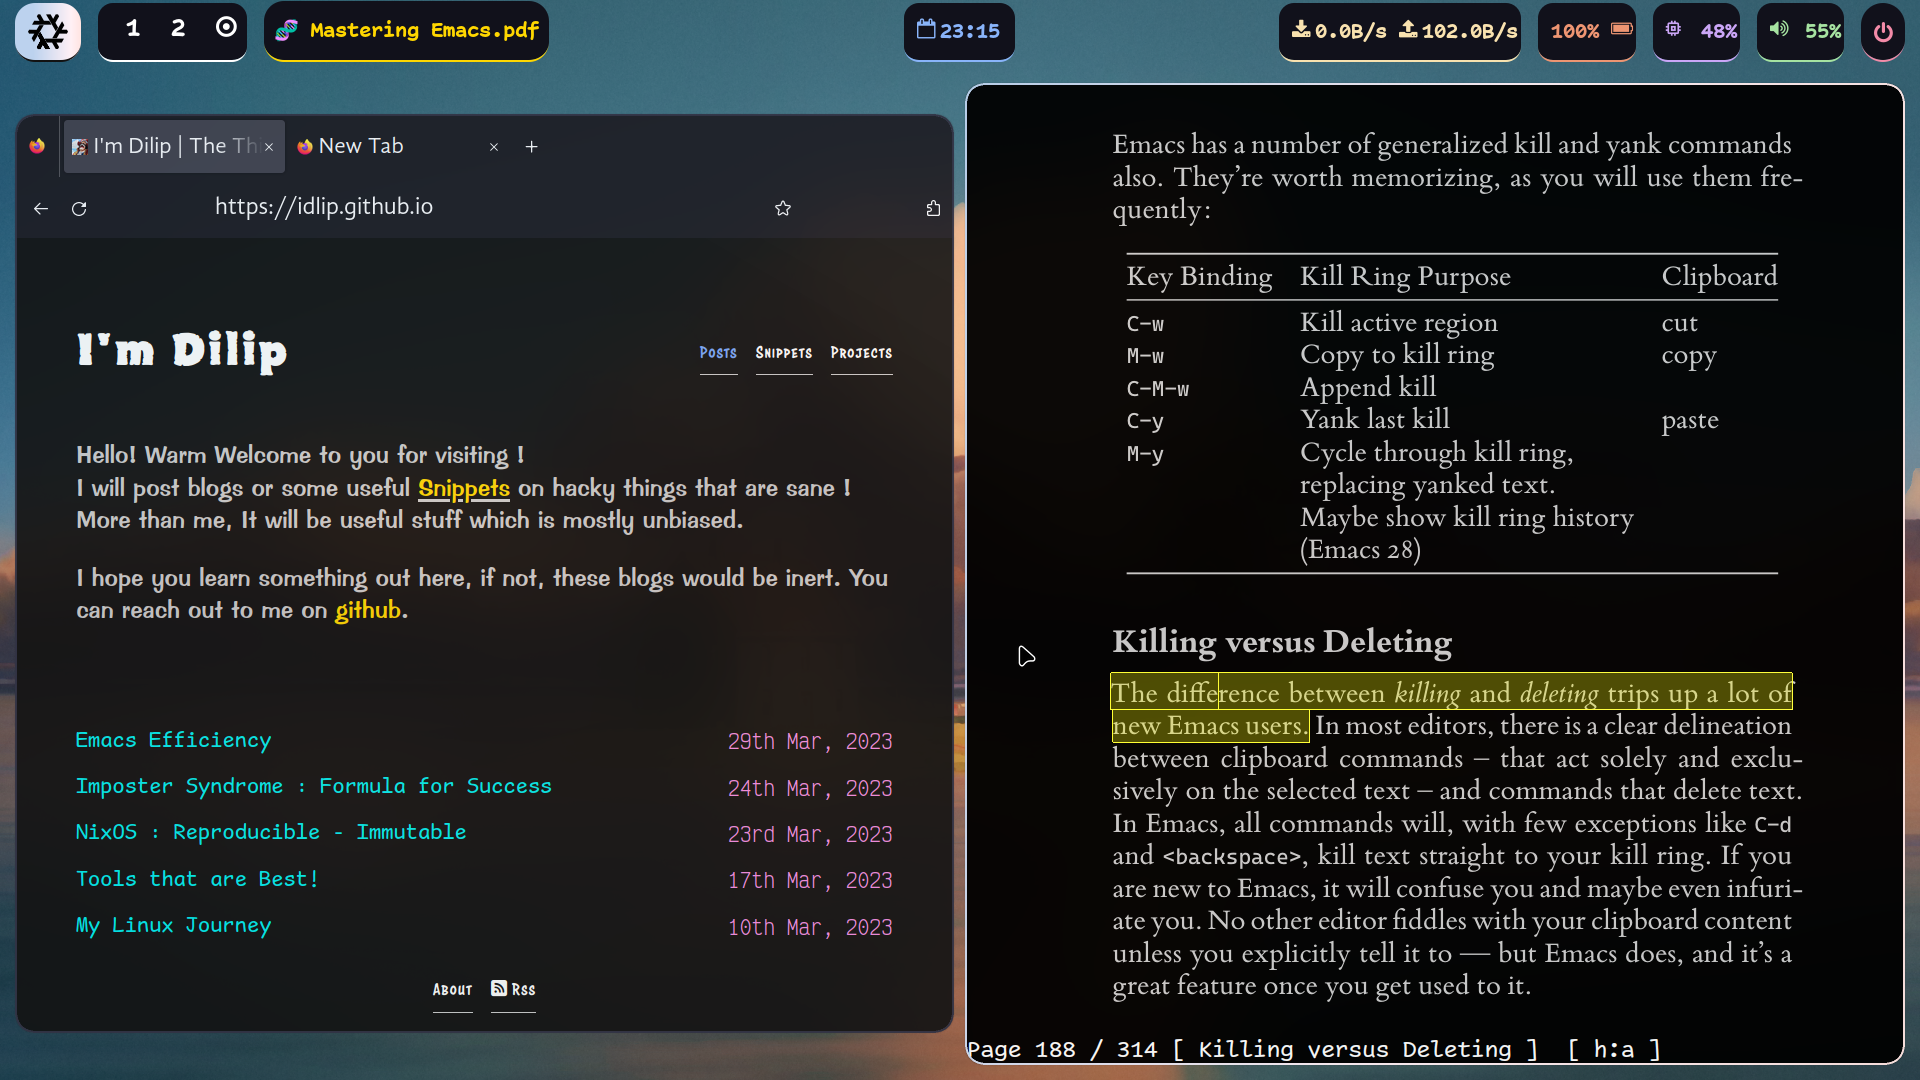 1 2
Mastering Emacs.pdf
23:15
0.0B/s 102.0B/s
100%
48%
55%
I'm Dilip | The Th
New Tab
https://idlip.github.io
I'm Dilip
Posts Snippets Projects
Hello! Warm Welcome to you for visiting !
I will post blogs or some useful Snippets on hacky things that are sane !
More than me, It will be useful stuff which is mostly unbiased.
I hope you learn something out here, if not, these blogs would be inert. You
can reach out to me on github.
Emacs Efficiency 29th Mar, 2023
Imposter Syndrome : Formula for Success 24th Mar, 2023
NixOS : Reproducible - Immutable 23rd Mar, 2023
Tools that are Best! 17th Mar, 2023
My Linux Journey 10th Mar, 2023
About Rss
Emacs has a number of generalized kill and yank commands
also. They're worth memorizing, as you will use them fre-
quently:
Key Binding Kill Ring Purpose Clipboard
C-w Kill active region cut
M-w Copy to kill ring copy
C-M-w Append kill
C-y Yank last kill paste
M-y Cycle through kill ring,
replacing yanked text.
Maybe show kill ring history
(Emacs 28)
Killing versus Deleting
The difference between killing and deleting trips up a lot of
new Emacs users. In most editors, there is a clear delineation
between clipboard commands – that act solely and exclu-
sively on the selected text – and commands that delete text.
In Emacs, all commands will, with few exceptions like C-d
and <backspace>, kill text straight to your kill ring. If you
are new to Emacs, it will confuse you and maybe even infuri-
ate you. No other editor fiddles with your clipboard content
unless you explicitly tell it to — but Emacs does, and it's a
great feature once you get used to it.
Page 188 / 314 [ Killing versus Deleting ] [ h:a ]